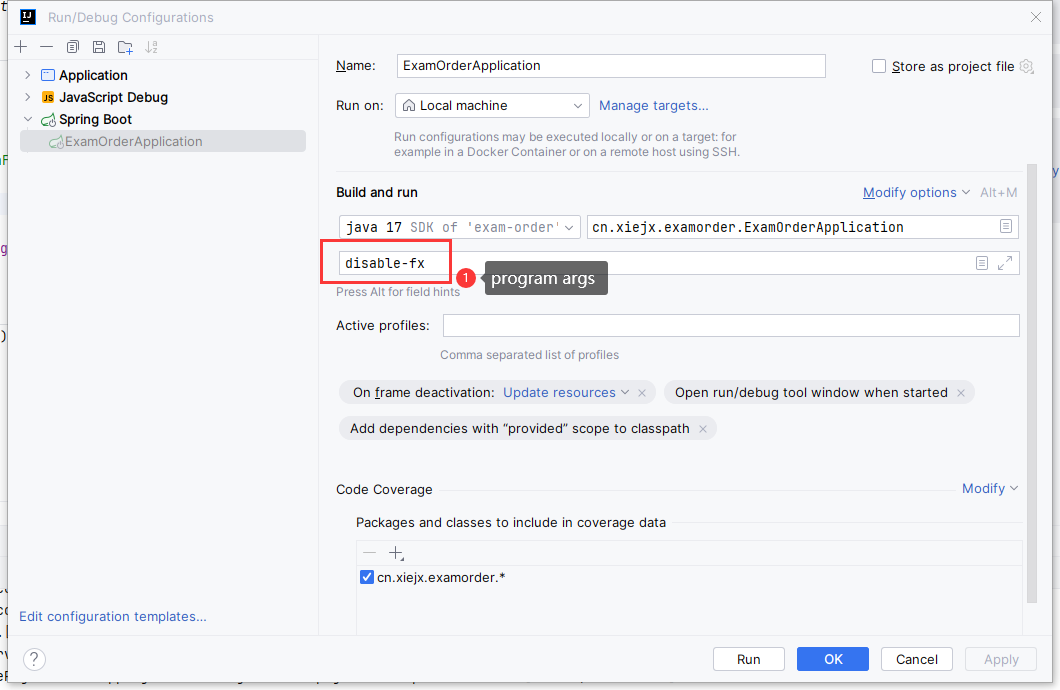 Run/Debug Configurations
Application
JavaScript Debug
Spring Boot
ExamOrderApplication
Edit configuration templates...
Name: ExamOrderApplication Store as project file
Run on: Local machine Manage targets...
Run configurations may be executed locally or on a target: for
example in a Docker Container or on a remote host using SSH.
Build and run Modify options Alt+M
java 17 SDK of 'exam-order' cn.xiejx.examorder.ExamOrderApplication
disable-fx
1 program args
Press Alt for field hints
Active profiles:
Comma separated list of profiles
On frame deactivation: Update resources Open run/debug tool window when started
Add dependencies with “provided” scope to classpath
Code Coverage Modify
Packages and classes to include in coverage data
cn.xiejx.examorder.*
? Run OK Cancel Apply